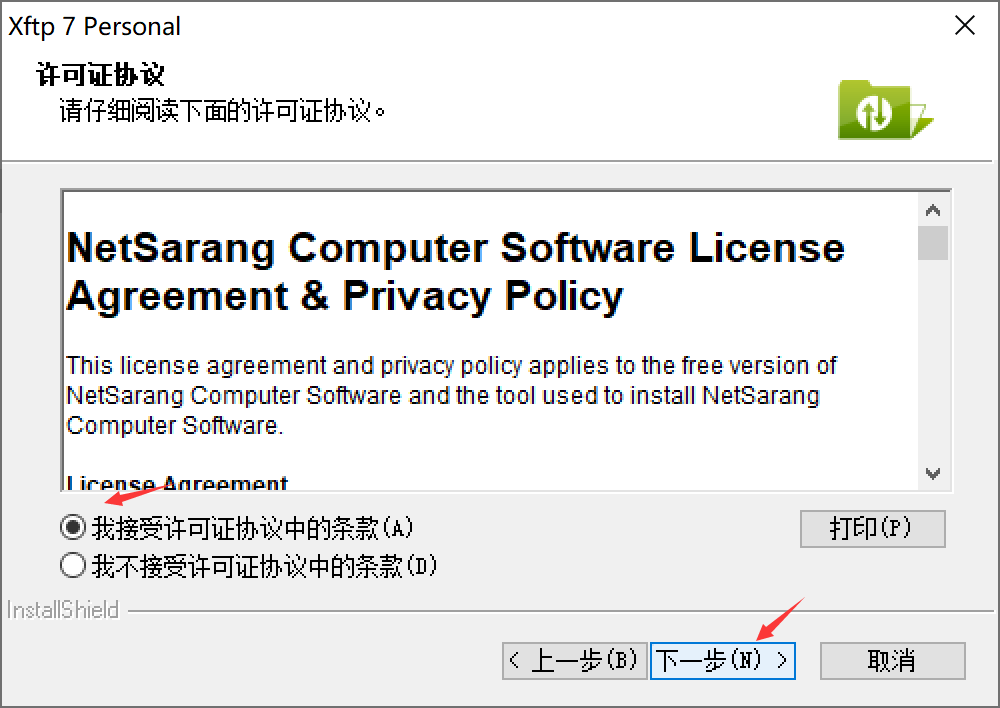 Xftp 7 Personal
许可证协议
请仔细阅读下面的许可证协议。
NetSarang Computer Software License
Agreement & Privacy Policy
This license agreement and privacy policy applies to the free version of
NetSarang Computer Software and the tool used to install NetSarang
Computer Software.
License Agreement
我接受许可证协议中的条款(A)
打印(P)
我不接受许可证协议中的条款(D)
InstallShield
< 上一步(B)
下一步(N) >
取消